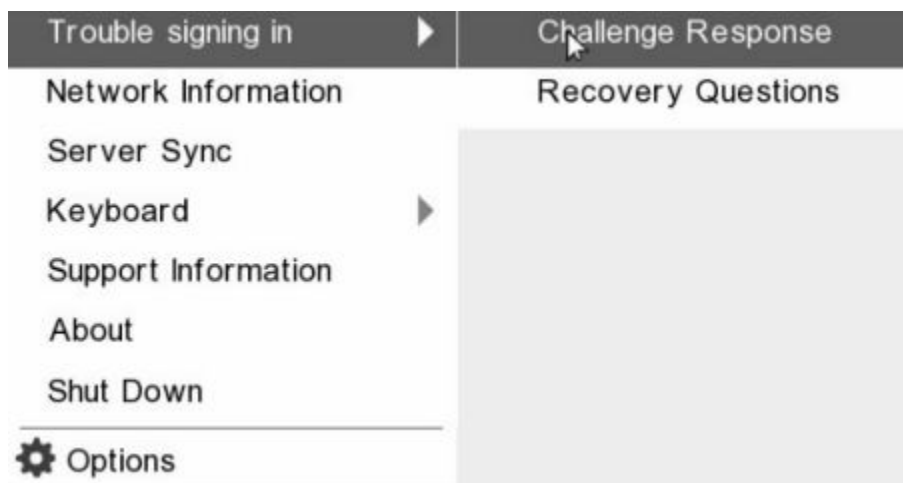 Trouble signing in
Challenge Response
Network Information
Recovery Questions
Server Sync
Keyboard
Support Information
About
Shut Down
Options